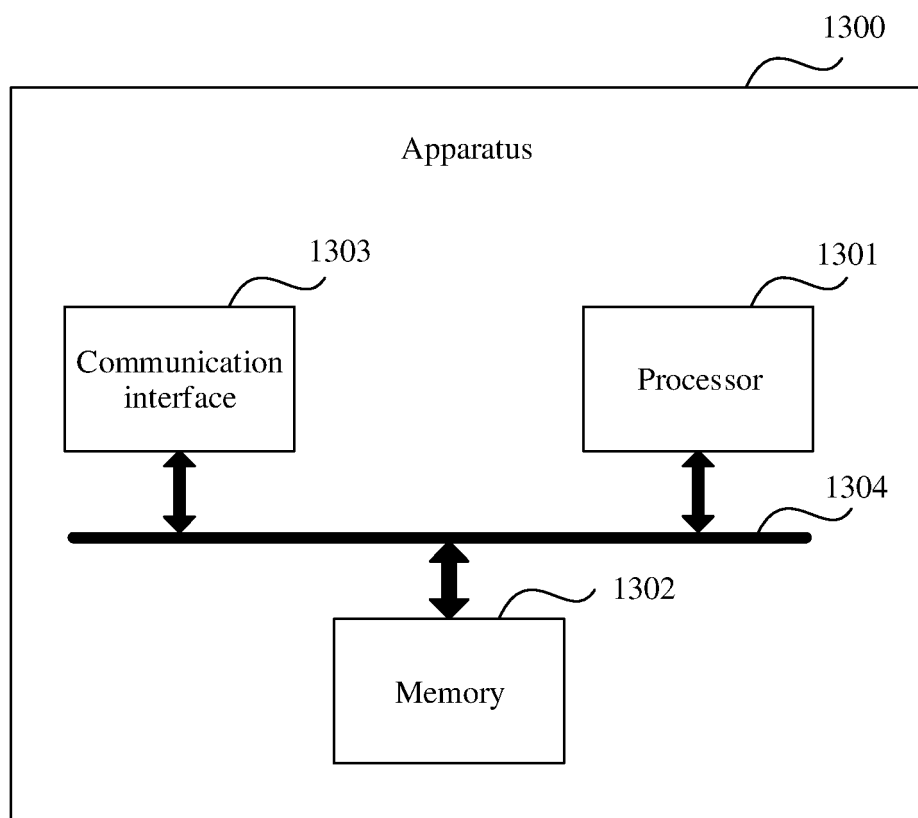 1300
Apparatus
1303
1301
Communication
interface
Processor
1304
1302
Memory